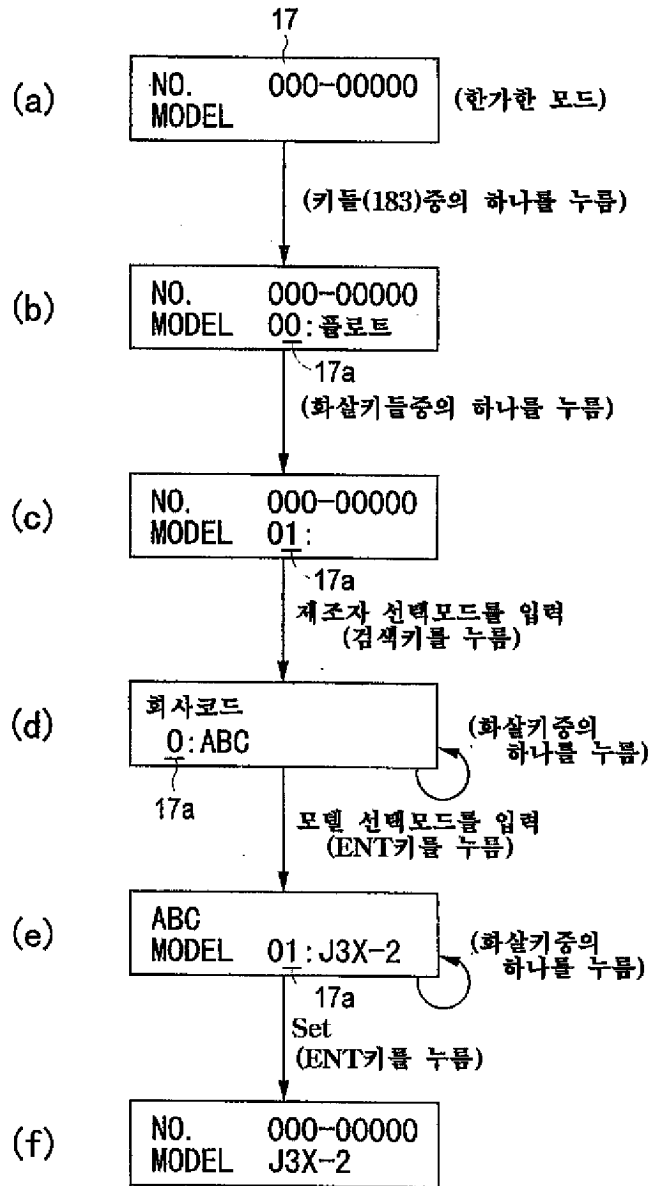 17
(a)
NO. 000-00000
MODEL
(한가한 모드)
(키들(183)중의 하나를 누름)
(b)
NO. 000-00000
MODEL 00:플로트
17a
(화살키들중의 하나를 누름)
(c)
NO. 000-00000
MODEL 01:
17a
제조자 선택모드를 입력
(검색키를 누름)
(d)
회사코드
0:ABC
17a
(화살키중의
하나를 누름)
모델 선택모드를 입력
(ENT키를 누름)
(e)
ABC
MODEL 01:J3X-2
17a
(화살키중의
하나를 누름)
Set
(ENT키를 누름)
(f)
NO. 000-00000
MODEL J3X-2